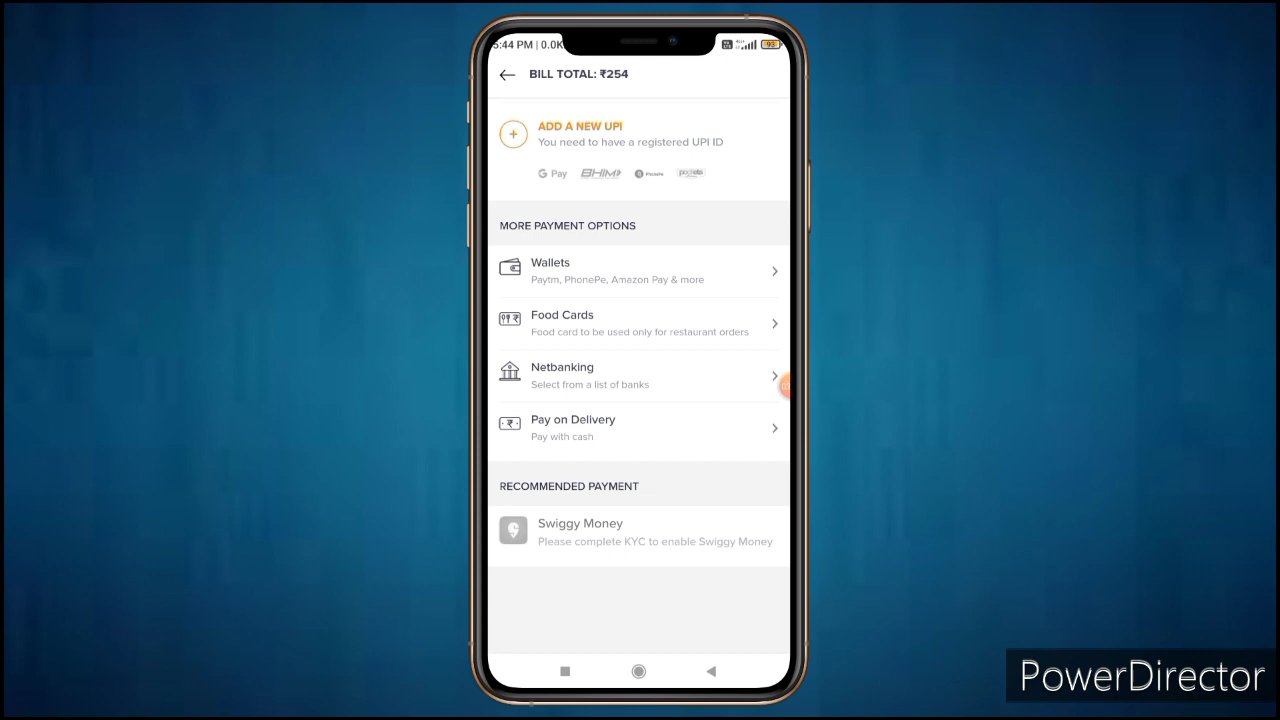 5:44 PM | 0.0K
93
BILL TOTAL: ₹254
ADD A NEW UPI
You need to have a registered UPI ID
G Pay BHIM PhonePe pockets
MORE PAYMENT OPTIONS
Wallets
Paytm, PhonePe, Amazon Pay & more
Food Cards
Food card to be used only for restaurant orders
Netbanking
Select from a list of banks
Pay on Delivery
Pay with cash
RECOMMENDED PAYMENT
Swiggy Money
Please complete KYC to enable Swiggy Money
PowerDirector